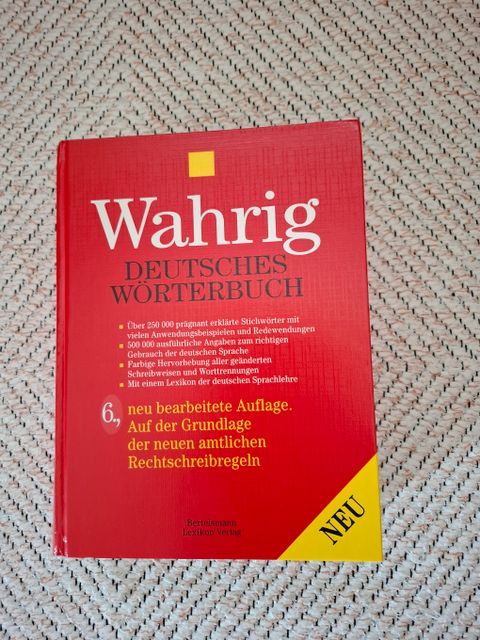 Wahrig
DEUTSCHES
WÖRTERBUCH
Über 250 000 prägnant erklärte Stichwörter mit
vielen Anwendungsbeispielen und Redewendungen
500 000 ausführliche Angaben zum richtigen
Gebrauch der deutschen Sprache
Farbige Hervorhebung aller geänderten
Schreibweisen und Worttrennungen
Mit einem Lexikon der deutschen Sprachlehre
6., neu bearbeitete Auflage.
Auf der Grundlage
der neuen amtlichen
Rechtschreibregeln
NEU
Bertelsmann
Lexikon Verlag